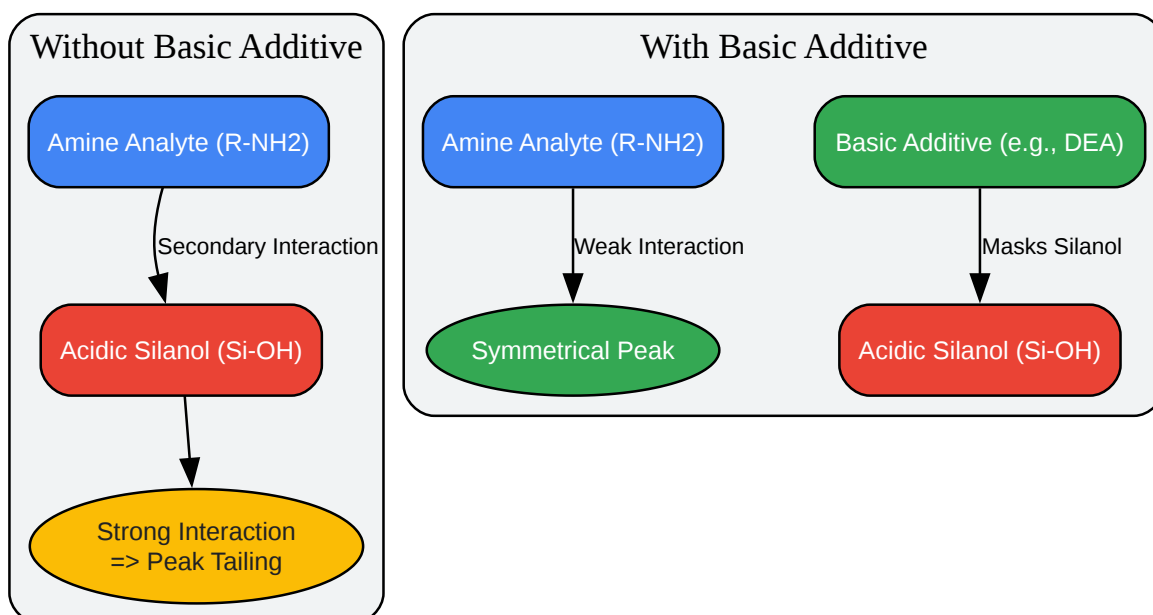 Without Basic Additive
Amine Analyte (R-NH2)
Secondary Interaction
Acidic Silanol (Si-OH)
Strong Interaction
=> Peak Tailing
With Basic Additive
Amine Analyte (R-NH2)
Basic Additive (e.g., DEA)
Weak Interaction
Masks Silanol
Symmetrical Peak
Acidic Silanol (Si-OH)